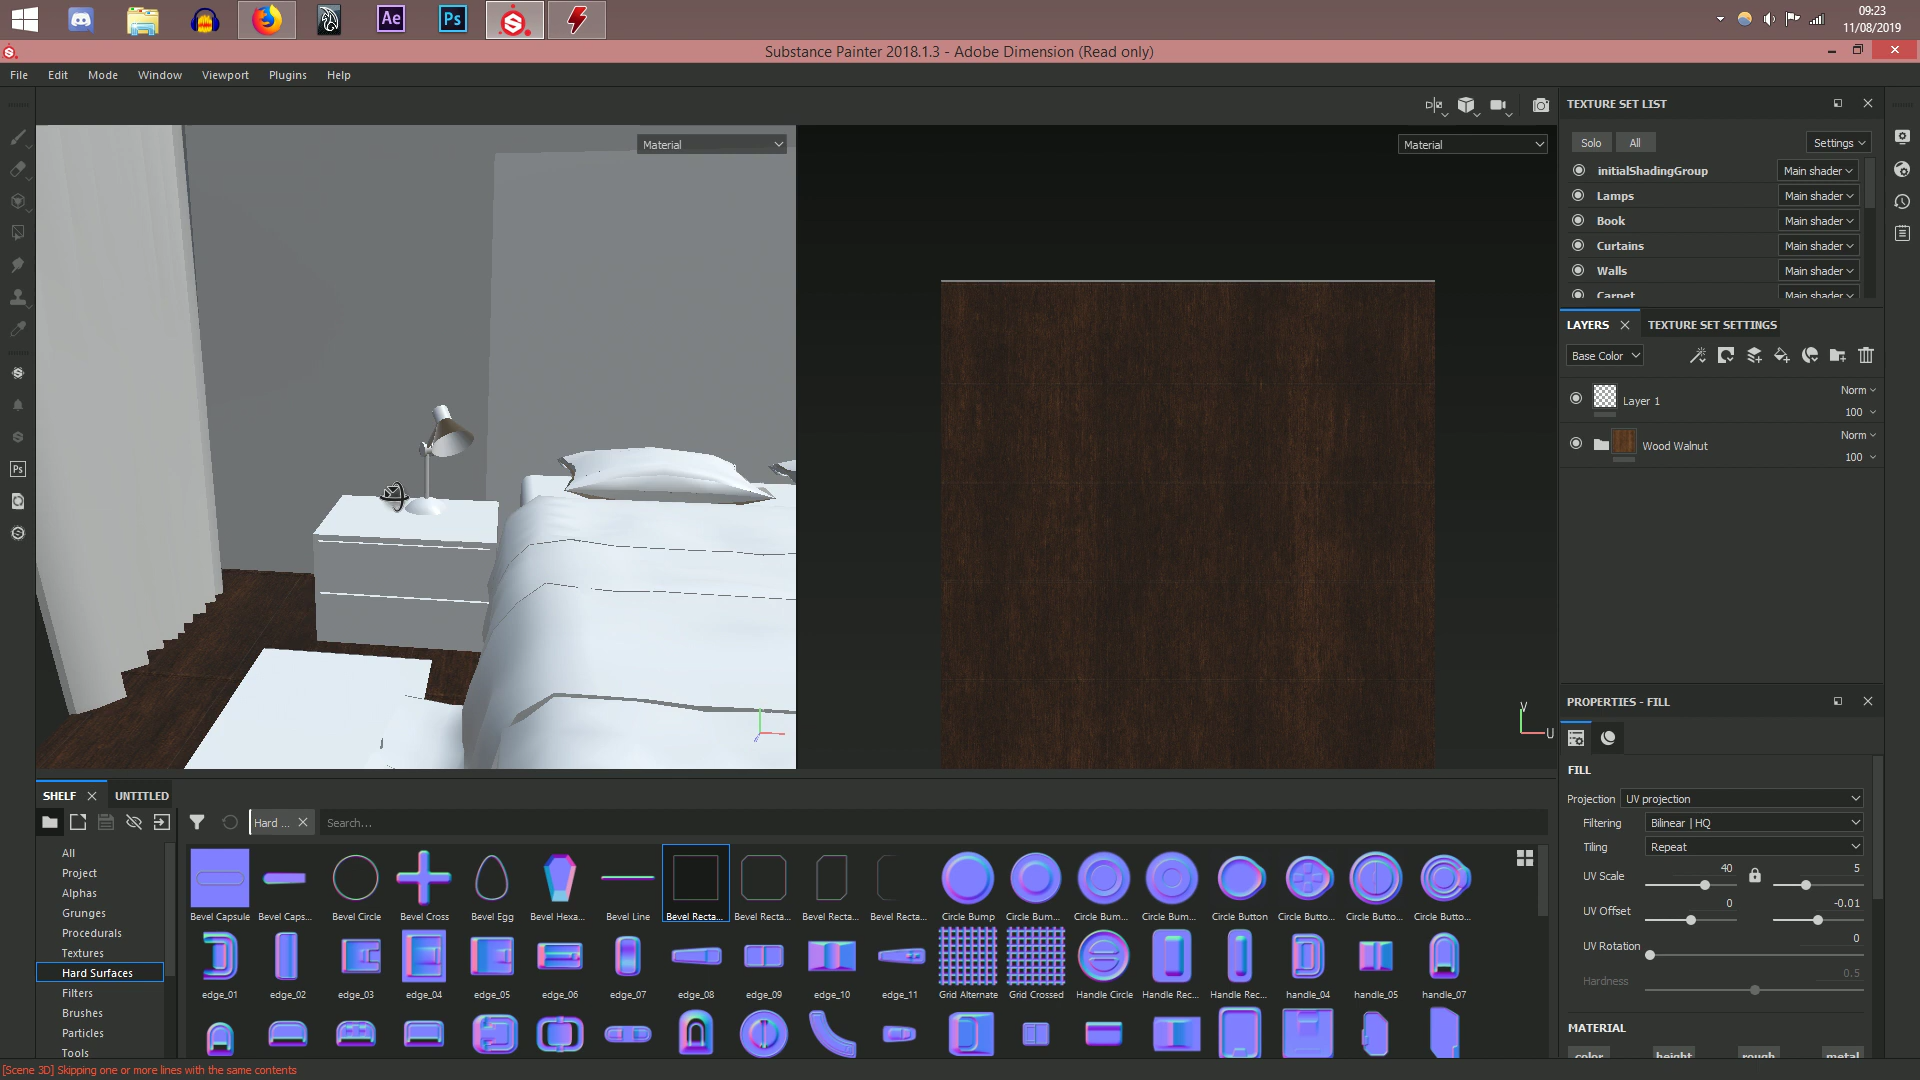 Ae
Ps
09:23
11/08/2019
Substance Painter 2018.1.3 - Adobe Dimension (Read only)
File Edit Mode Window Viewport Plugins Help
Material
Material
TEXTURE SET LIST
Solo All Settings
initialShadingGroup Main shader
Lamps Main shader
Book Main shader
Curtains Main shader
Walls Main shader
Carpet Main shader
LAYERS TEXTURE SET SETTINGS
Base Color
Layer 1 Norm
100
Wood Walnut Norm
100
Ps
V
U
PROPERTIES - FILL
FILL
Projection UV projection
Filtering Bilinear | HQ
Tiling Repeat
UV Scale 40 5
UV Offset 0 -0.01
UV Rotation 0
Hardness 0.5
MATERIAL
color height rough metal
SHELF UNTITLED
Hard ... Search...
All
Project
Alphas
Grunges
Procedurals
Textures
Hard Surfaces
Filters
Brushes
Particles
Tools
Bevel Capsule Bevel Caps... Bevel Circle Bevel Cross Bevel Egg Bevel Hexa... Bevel Line Bevel Recta... Bevel Recta... Bevel Recta... Bevel Recta... Circle Bump Circle Bum... Circle Bum... Circle Bum... Circle Button Circle Butto... Circle Butto... Circle Butto...
edge_01 edge_02 edge_03 edge_04 edge_05 edge_06 edge_07 edge_08 edge_09 edge_10 edge_11 Grid Alternate Grid Crossed Handle Circle Handle Rec... Handle Rec... handle_04 handle_05 handle_07
[Scene 3D] Skipping one or more lines with the same contents